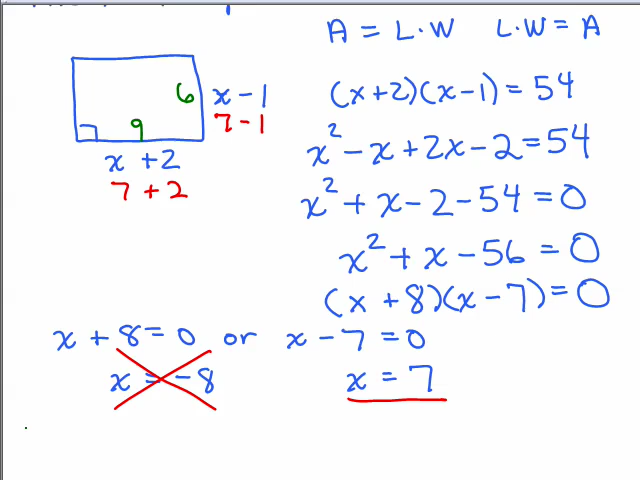 A = L·W   L·W = A
6   x − 1
9   7 − 1
x + 2
7 + 2
(x+2)(x−1) = 54
x² − x + 2x − 2 = 54
x² + x − 2 − 54 = 0
x² + x − 56 = 0
(x + 8)(x − 7) = 0
x + 8 = 0 or x − 7 = 0
x = −8   x = 7